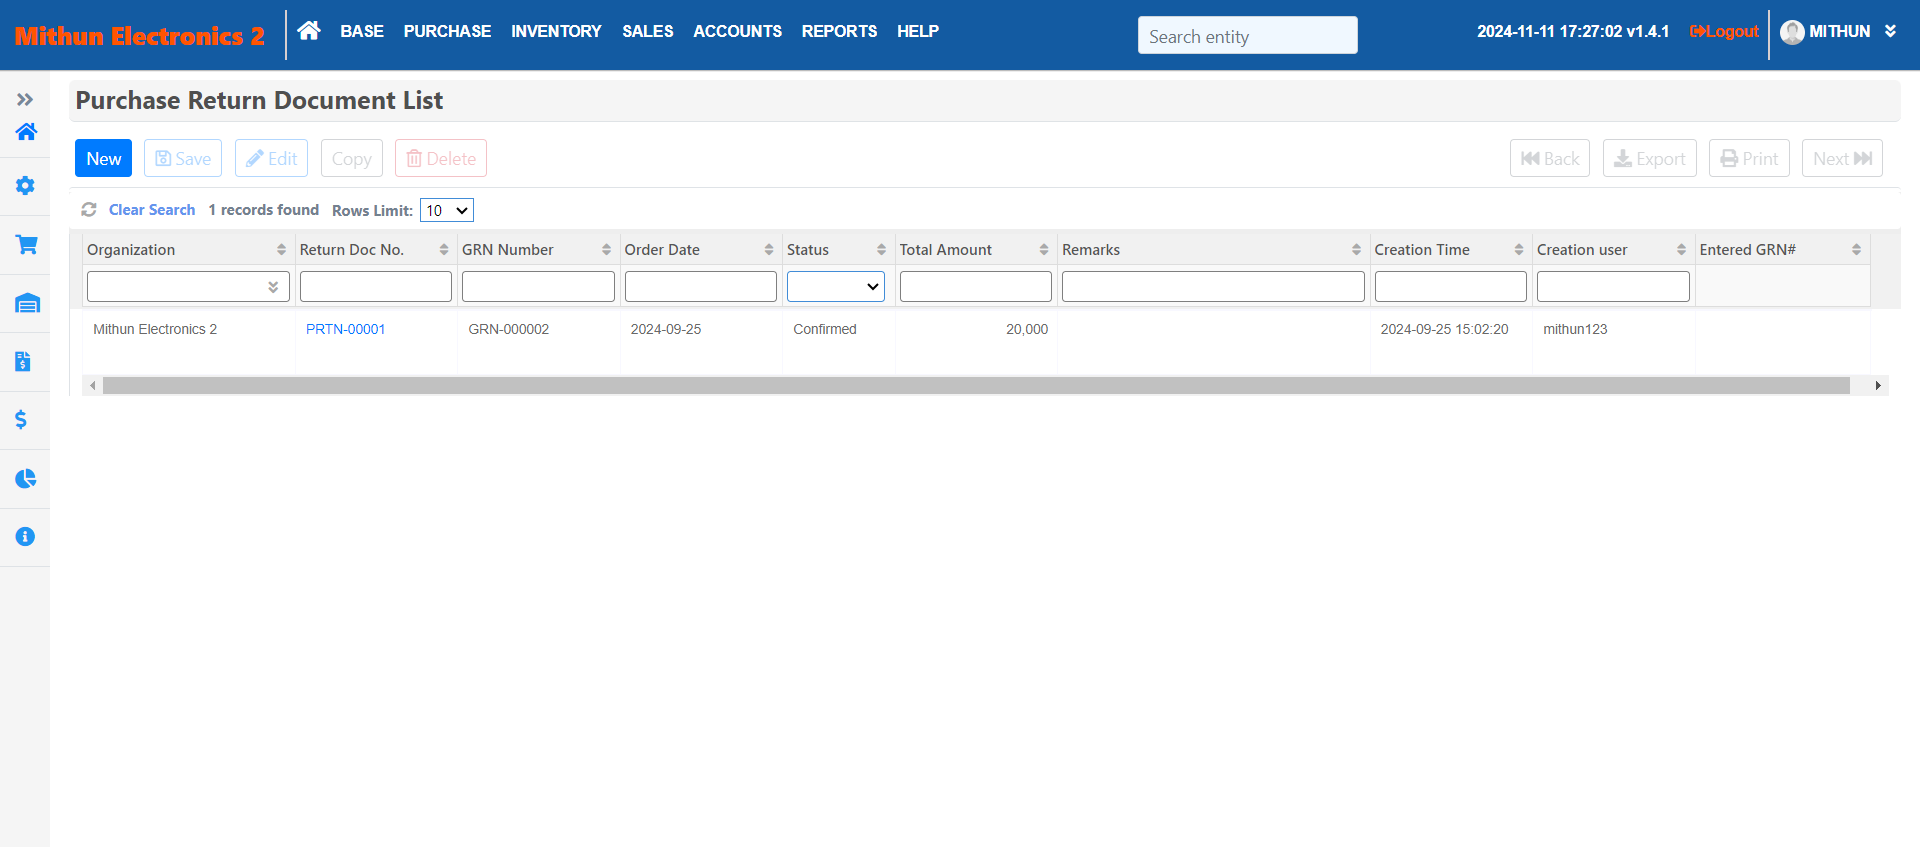 Mithun Electronics 2
BASE PURCHASE INVENTORY SALES ACCOUNTS REPORTS HELP
Search entity
2024-11-11 17:27:02 v1.4.1
Logout
MITHUN
Purchase Return Document List
New Save Edit Copy Delete
Back Export Print Next
Clear Search 1 records found Rows Limit: 10
Organization Return Doc No. GRN Number Order Date Status Total Amount Remarks Creation Time Creation user Entered GRN#
Mithun Electronics 2 PRTN-00001 GRN-000002 2024-09-25 Confirmed 20,000 2024-09-25 15:02:20 mithun123